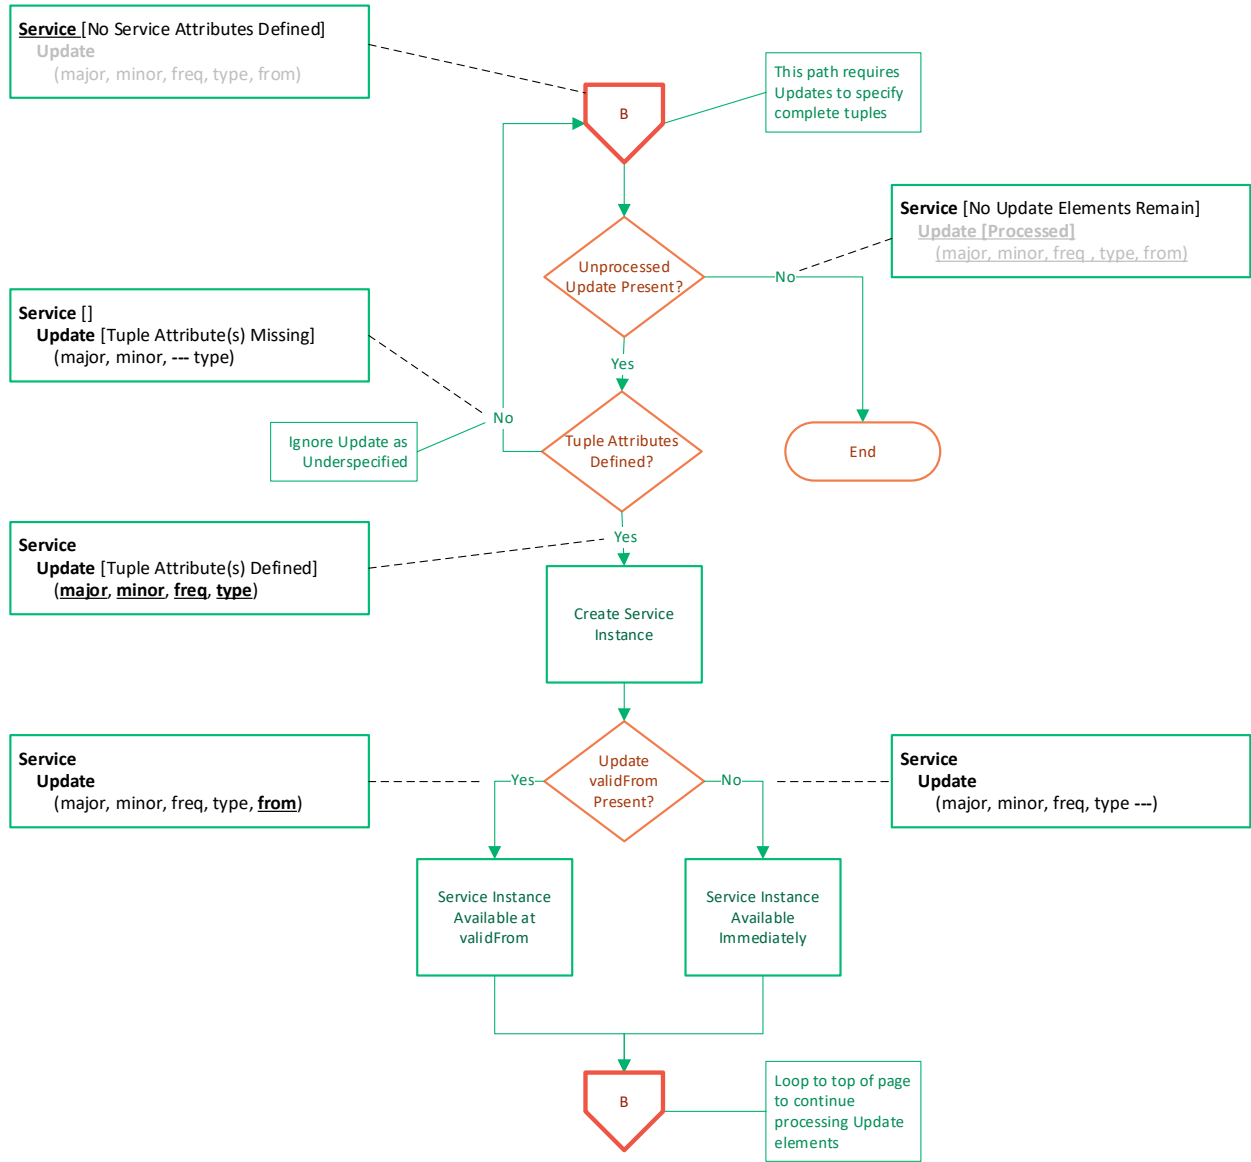 Service [No Service Attributes Defined]
Update
(major, minor, freq, type, from)
This path requires
Updates to specify
complete tuples
B
Service [No Update Elements Remain]
Update [Processed]
(major, minor, freq , type, from)
Unprocessed
Update Present?
No
Service []
Update [Tuple Attribute(s) Missing]
(major, minor, --- type)
Yes
No
Ignore Update as
Underspecified
Tuple Attributes
Defined?
End
Service
Update [Tuple Attribute(s) Defined]
(major, minor, freq, type)
Yes
Create Service
Instance
Service
Update
(major, minor, freq, type, from)
Yes
Update
validFrom
Present?
No
Service
Update
(major, minor, freq, type ---)
Service Instance
Available at
validFrom
Service Instance
Available
Immediately
B
Loop to top of page
to continue
processing Update
elements